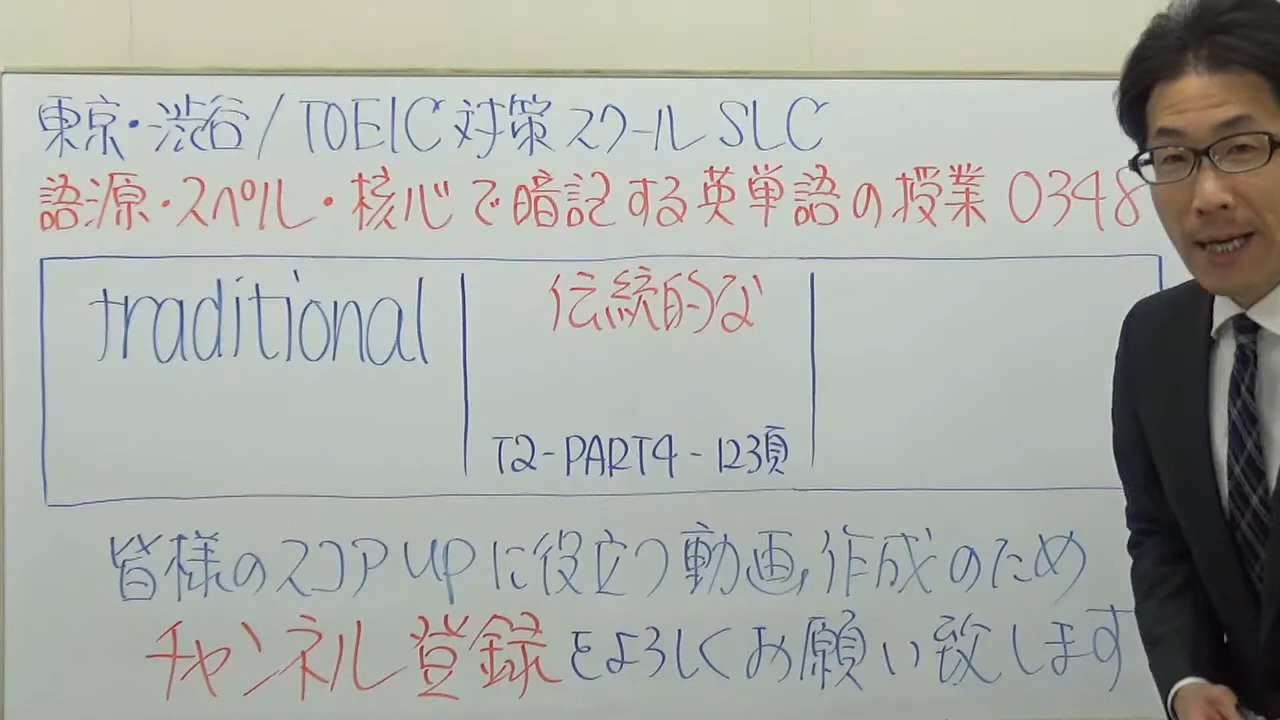 東京・渋谷/TOEIC対策スクールSLC
語源・スペル・核心で暗記する英単語の授業0348
traditional
伝統的な
T2-PART4-123頁
皆様のスコアUPに役立つ動画作成のため
チャンネル登録をよろしくお願い致します